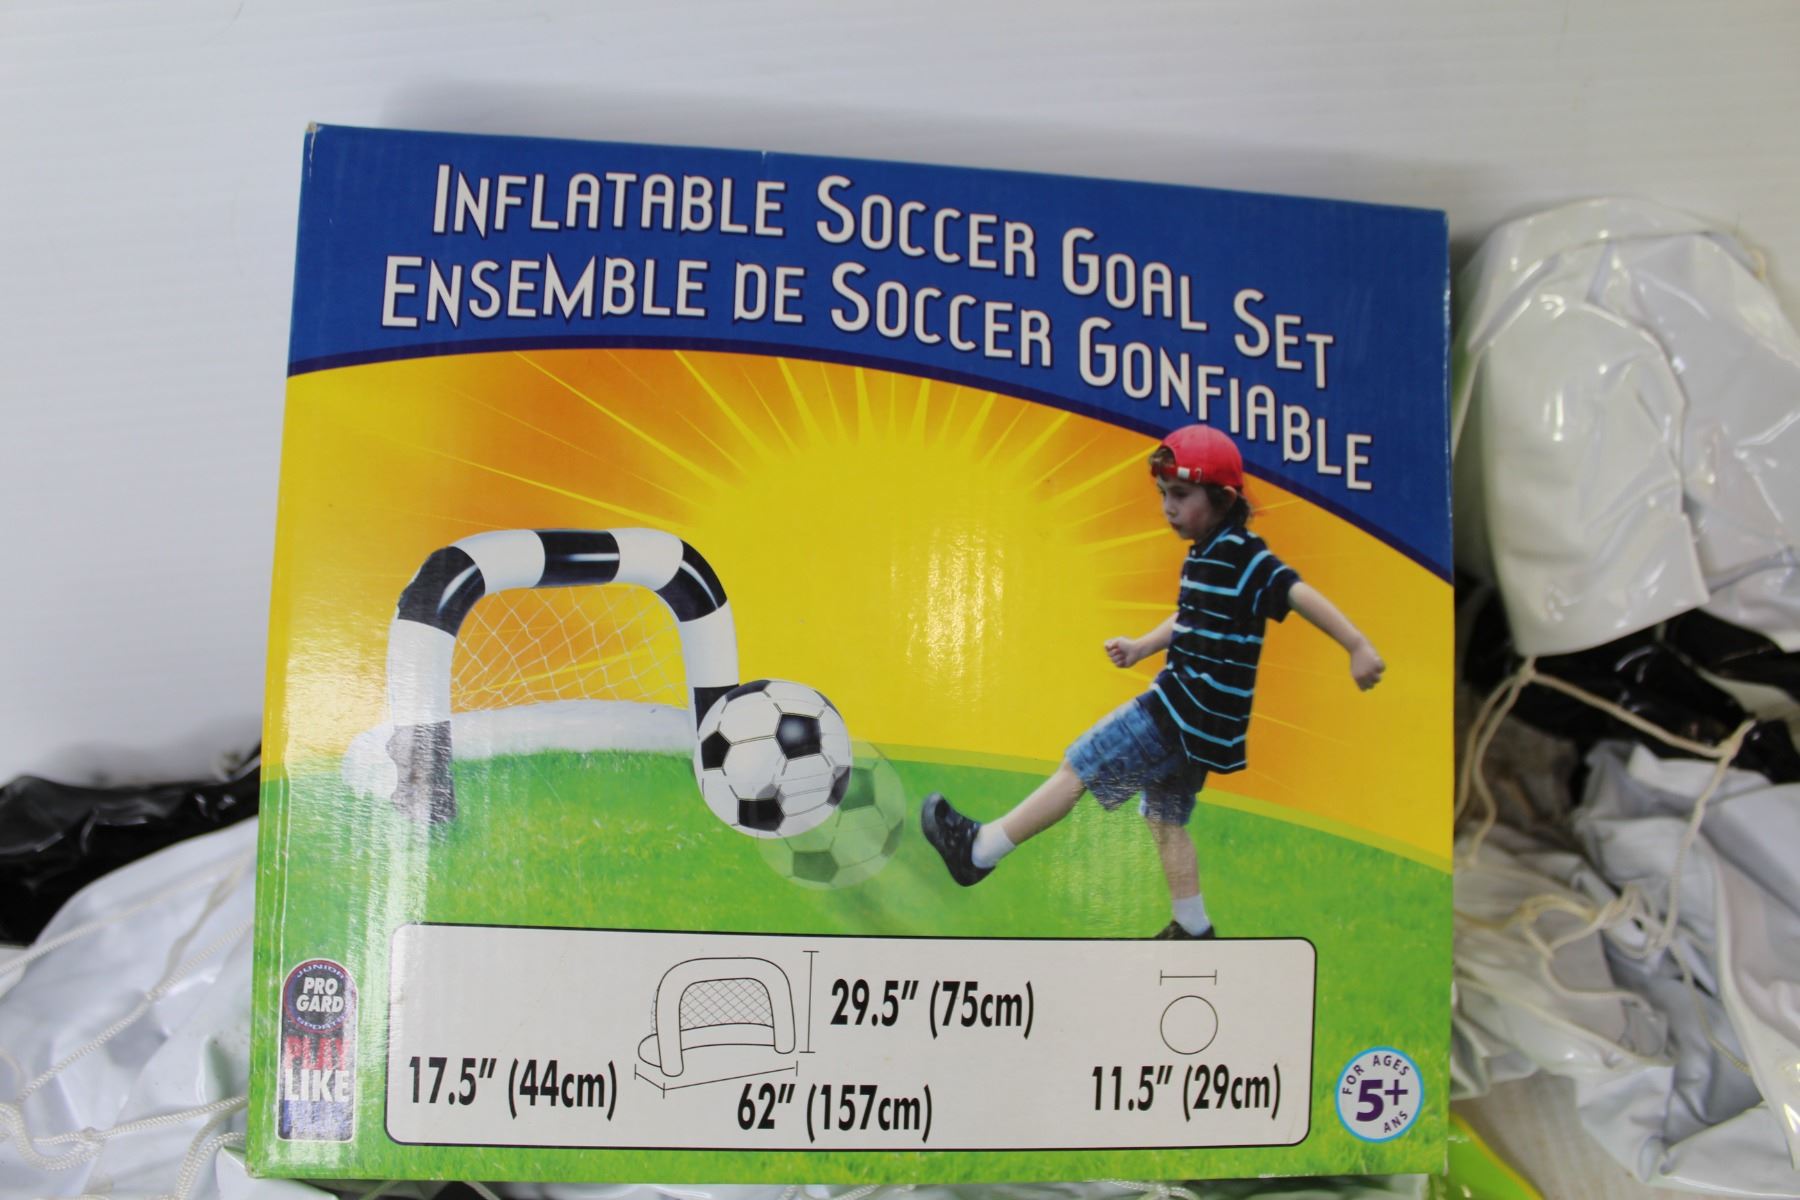 INFLATABLE SOCCER GOAL SET
ENSEMBLE DE SOCCER GONFIABLE
JUNIOR
PRO
GARD
SPORTS
PLAY
LIKE
17.5" (44cm)
29.5" (75cm)
62" (157cm)
11.5" (29cm)
FOR AGES
5+
ANS